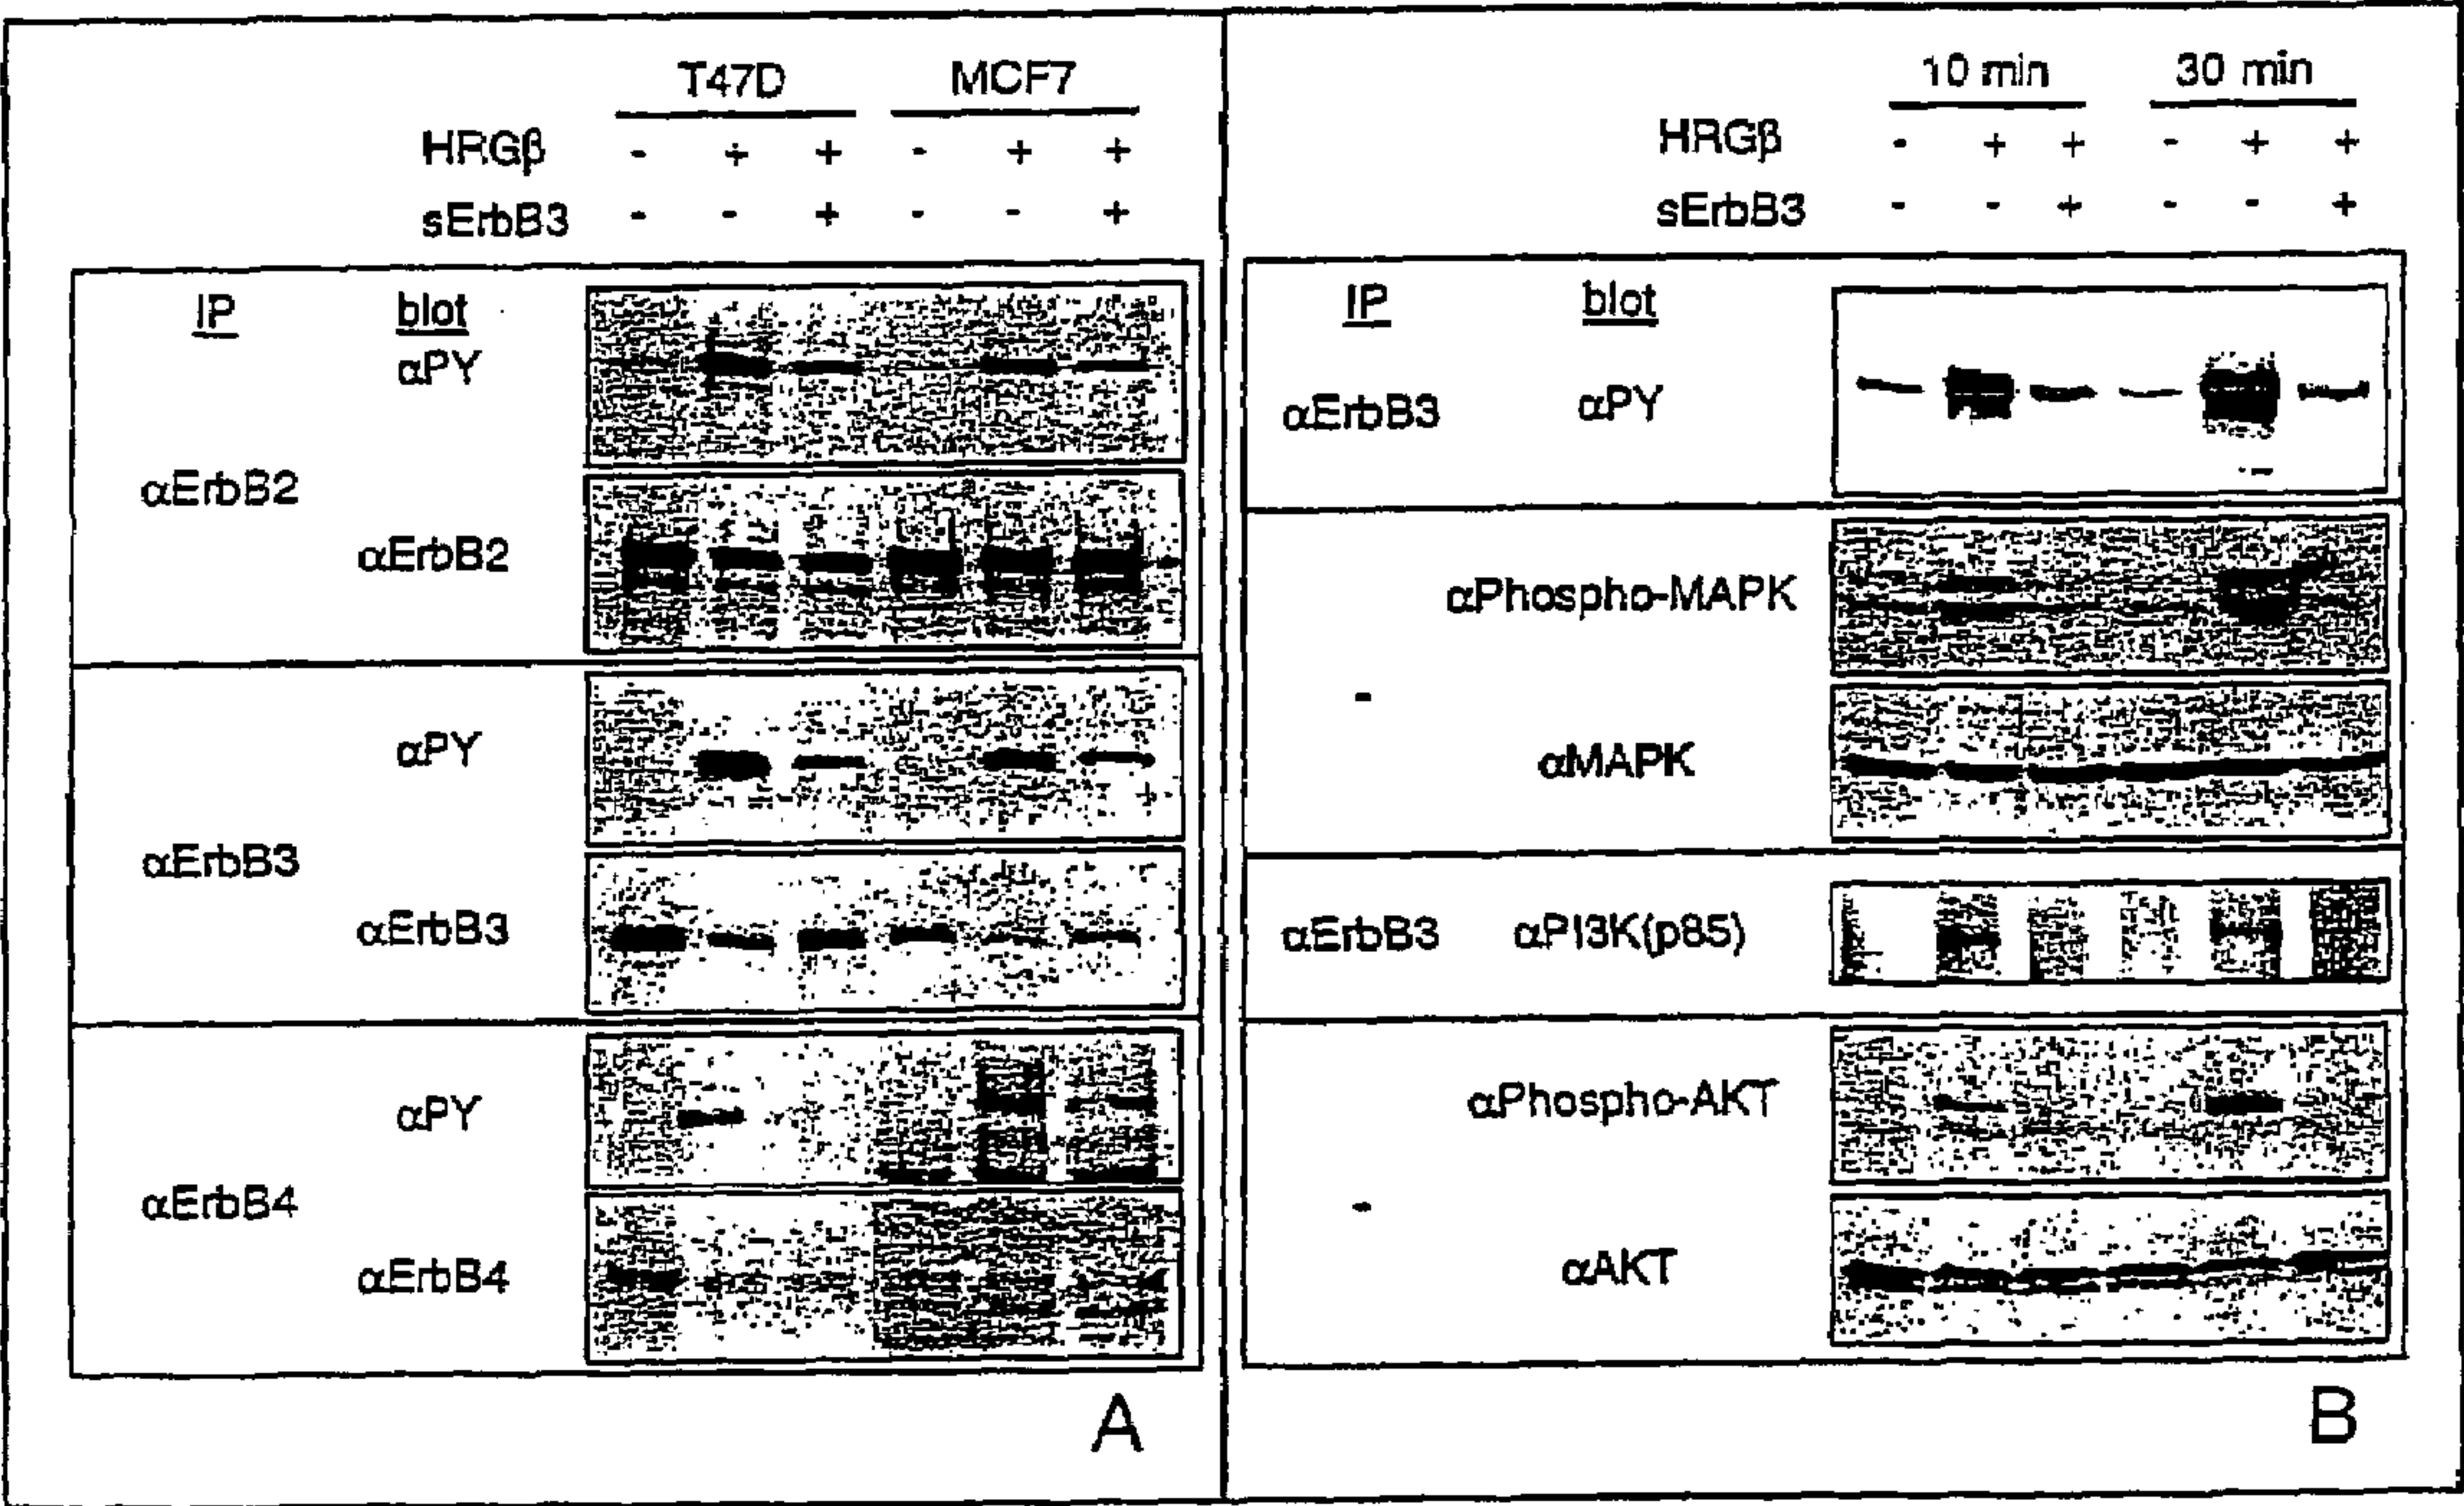 T47D MCF7
HRGβ - + + - + +
sErbB3 - - + - - +
IP blot
αPY
αErbB2
αErbB2
αPY
αErbB3
αErbB3
αPY
αErbB4
αErbB4
A
10 min 30 min
HRGβ - + + - + +
sErbB3 - - + - - +
IP blot
αErbB3 αPY
αPhospho-MAPK
-
αMAPK
αErbB3 αPI3K(p85)
αPhospho-AKT
-
αAKT
B